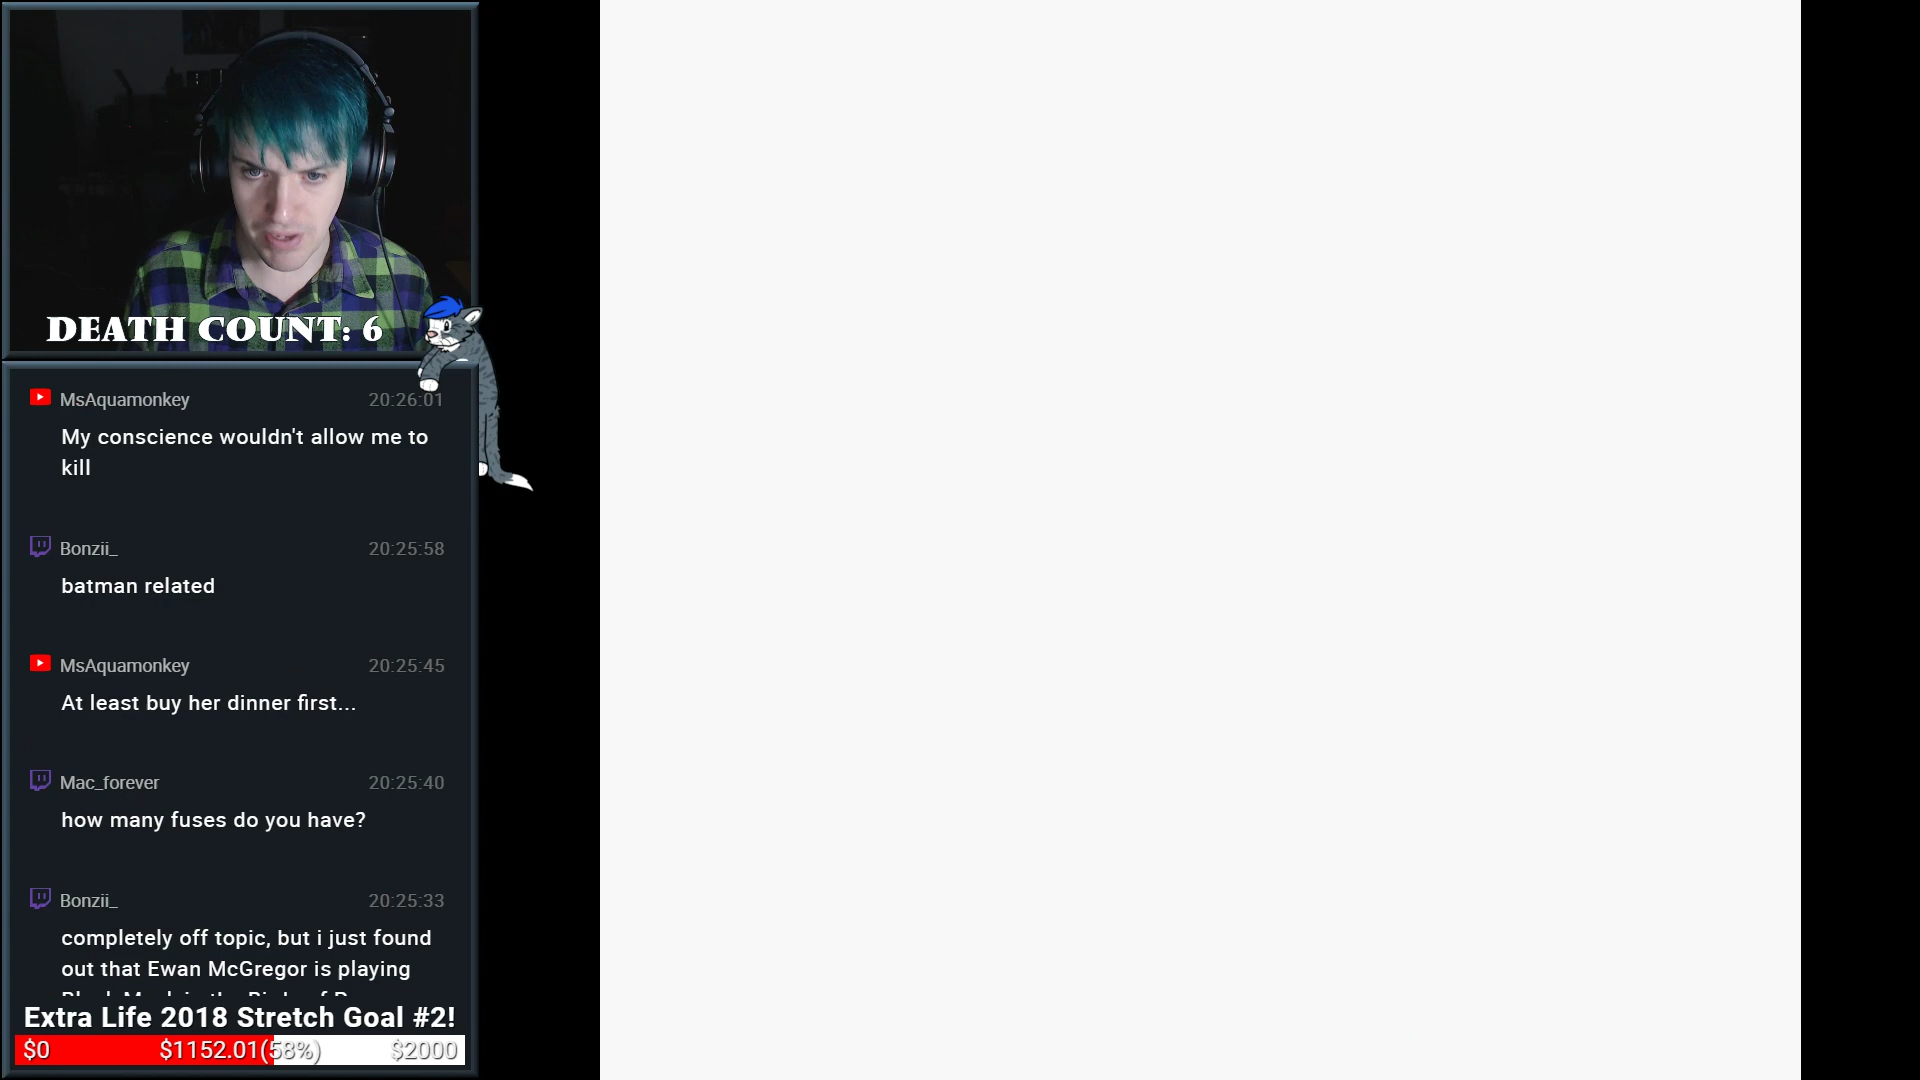 DEATH COUNT: 6
MsAquamonkey 20:26:01
My conscience wouldn't allow me to
kill
Bonzii_ 20:25:58
batman related
MsAquamonkey 20:25:45
At least buy her dinner first...
Mac_forever 20:25:40
how many fuses do you have?
Bonzii_ 20:25:33
completely off topic, but i just found
out that Ewan McGregor is playing
Extra Life 2018 Stretch Goal #2!
$0 $1152.01(58%) $2000